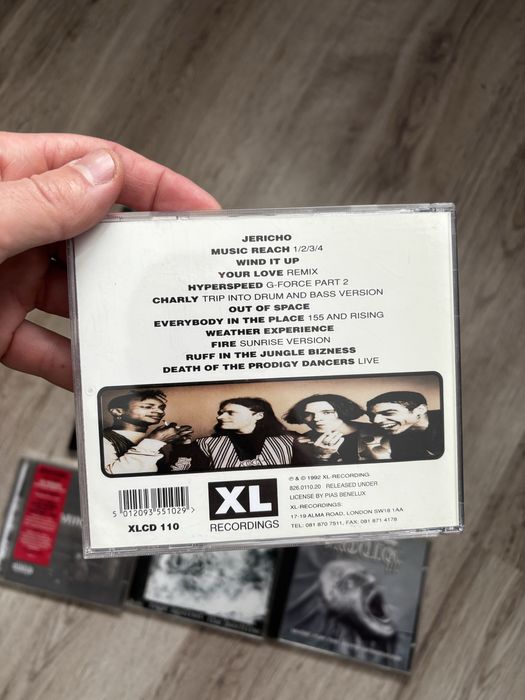 JERICHO
MUSIC REACH 1/2/3/4
WIND IT UP
YOUR LOVE REMIX
HYPERSPEED G-FORCE PART 2
CHARLY TRIP INTO DRUM AND BASS VERSION
OUT OF SPACE
EVERYBODY IN THE PLACE 155 AND RISING
WEATHER EXPERIENCE
FIRE SUNRISE VERSION
RUFF IN THE JUNGLE BIZNESS
DEATH OF THE PRODIGY DANCERS LIVE
5 012093 551029 >
XLCD 110
XL
RECORDINGS
℗ & © 1992 XL-RECORDING
826.0110.20 RELEASED UNDER
LICENSE BY PIAS BENELUX
XL-RECORDINGS:
17-19 ALMA ROAD, LONDON SW18.1AA
TEL: 081 870 7511, FAX: 081 871 4178